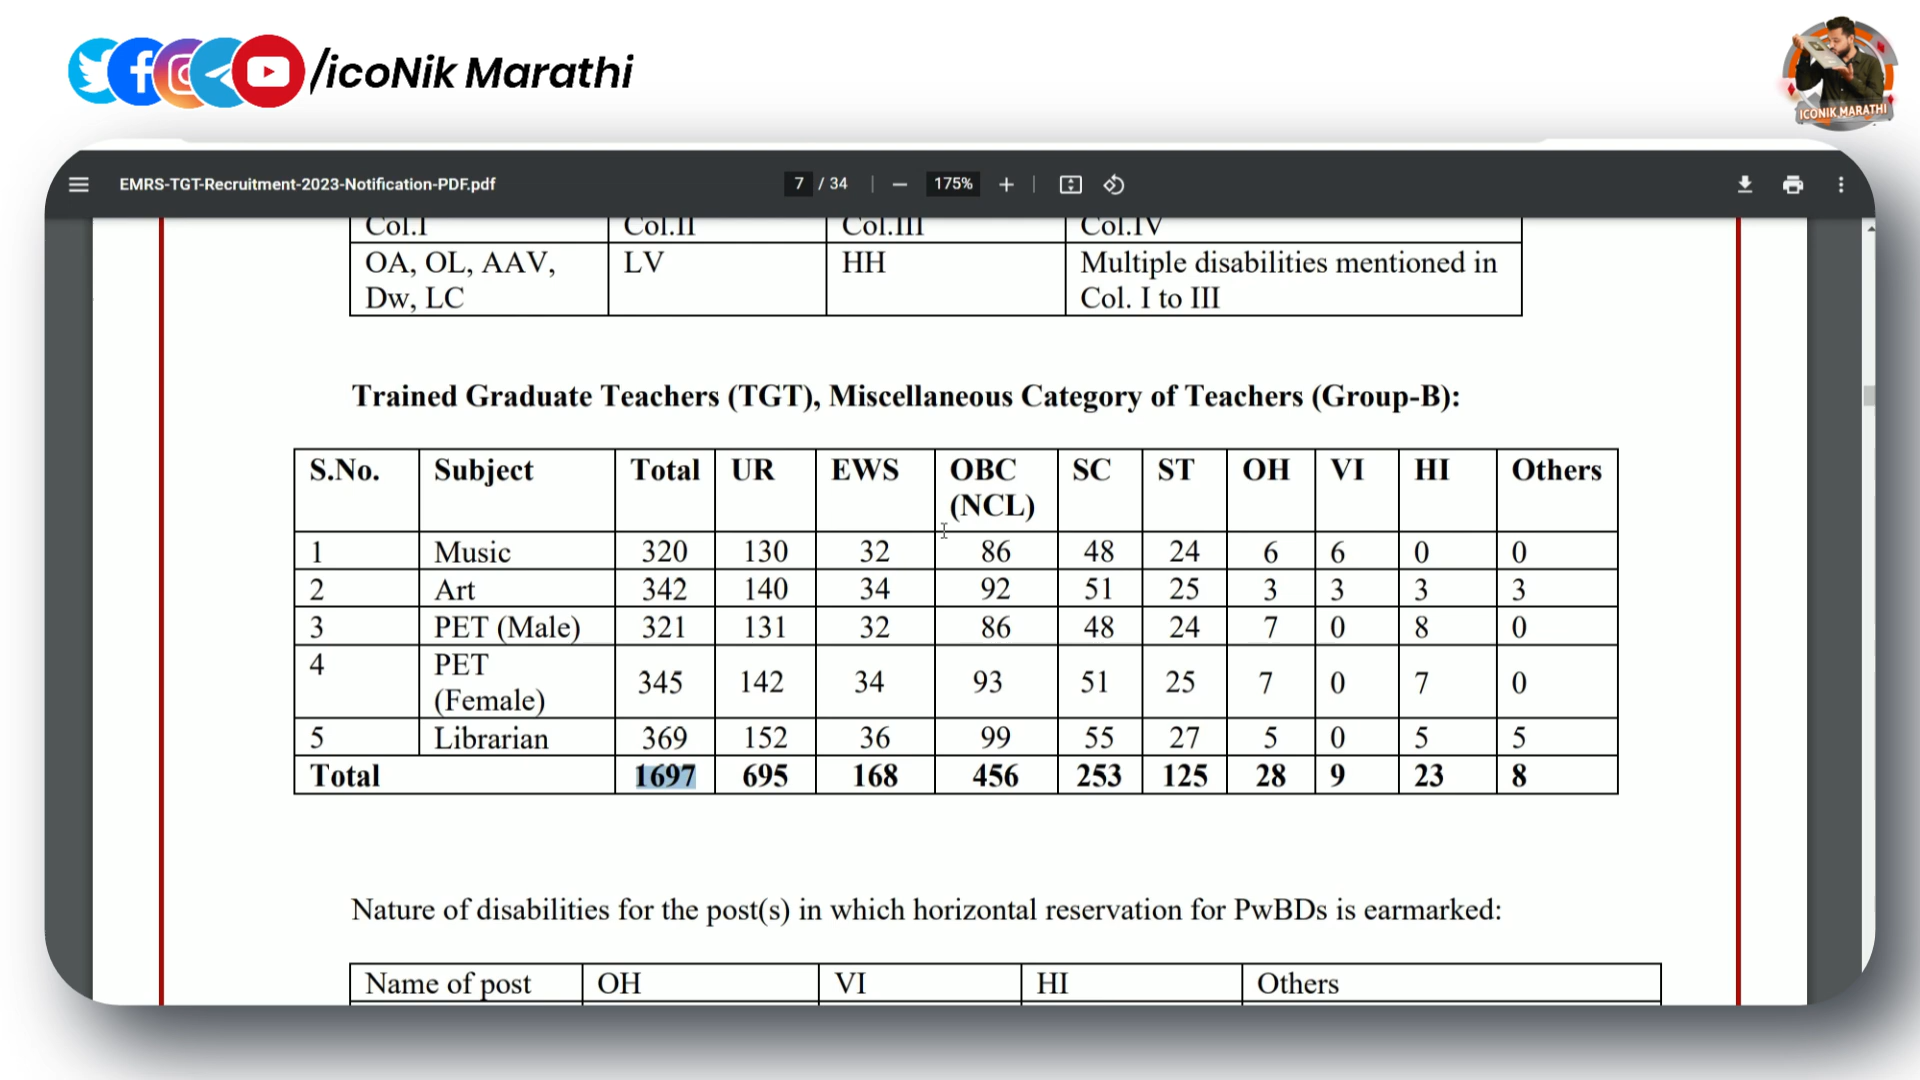 /icoNik Marathi
ICONIK MARATHI
EMRS-TGT-Recruitment-2023-Notification-PDF.pdf 7 / 34 175%
Col.I Col.II Col.III Col.IV
OA, OL, AAV, LV HH Multiple disabilities mentioned in
Dw, LC Col. I to III
Trained Graduate Teachers (TGT), Miscellaneous Category of Teachers (Group-B):
S.No. Subject Total UR EWS OBC SC ST OH VI HI Others
(NCL)
1 Music 320 130 32 86 48 24 6 6 0 0
2 Art 342 140 34 92 51 25 3 3 3 3
3 PET (Male) 321 131 32 86 48 24 7 0 8 0
4 PET 345 142 34 93 51 25 7 0 7 0
(Female)
5 Librarian 369 152 36 99 55 27 5 0 5 5
Total 1697 695 168 456 253 125 28 9 23 8
Nature of disabilities for the post(s) in which horizontal reservation for PwBDs is earmarked:
Name of post OH VI HI Others